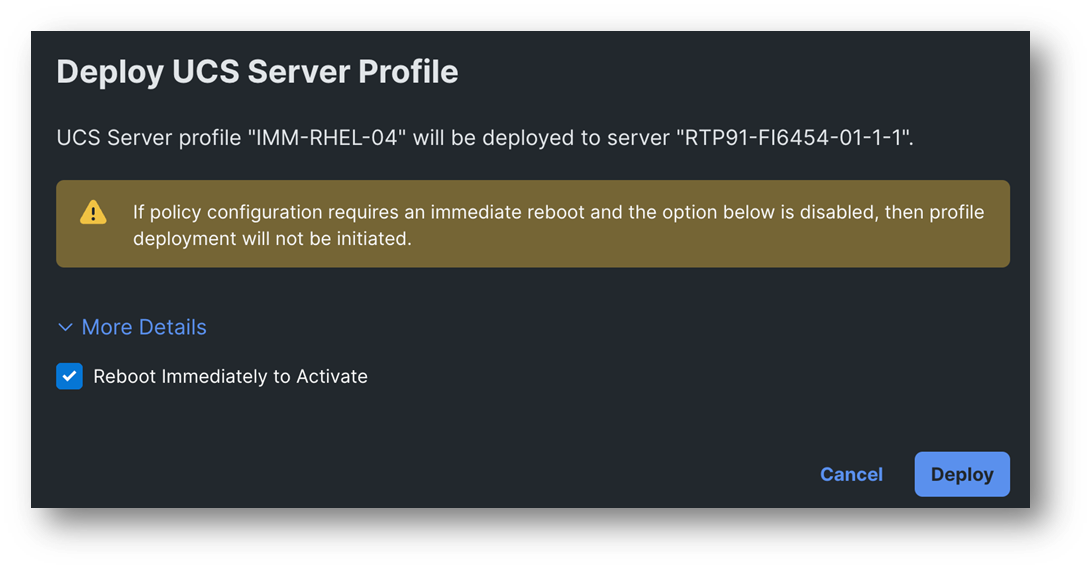 Deploy UCS Server Profile
UCS Server profile "IMM-RHEL-04" will be deployed to server "RTP91-FI6454-01-1-1".
If policy configuration requires an immediate reboot and the option below is disabled, then profile
deployment will not be initiated.
More Details
Reboot Immediately to Activate
Cancel
Deploy